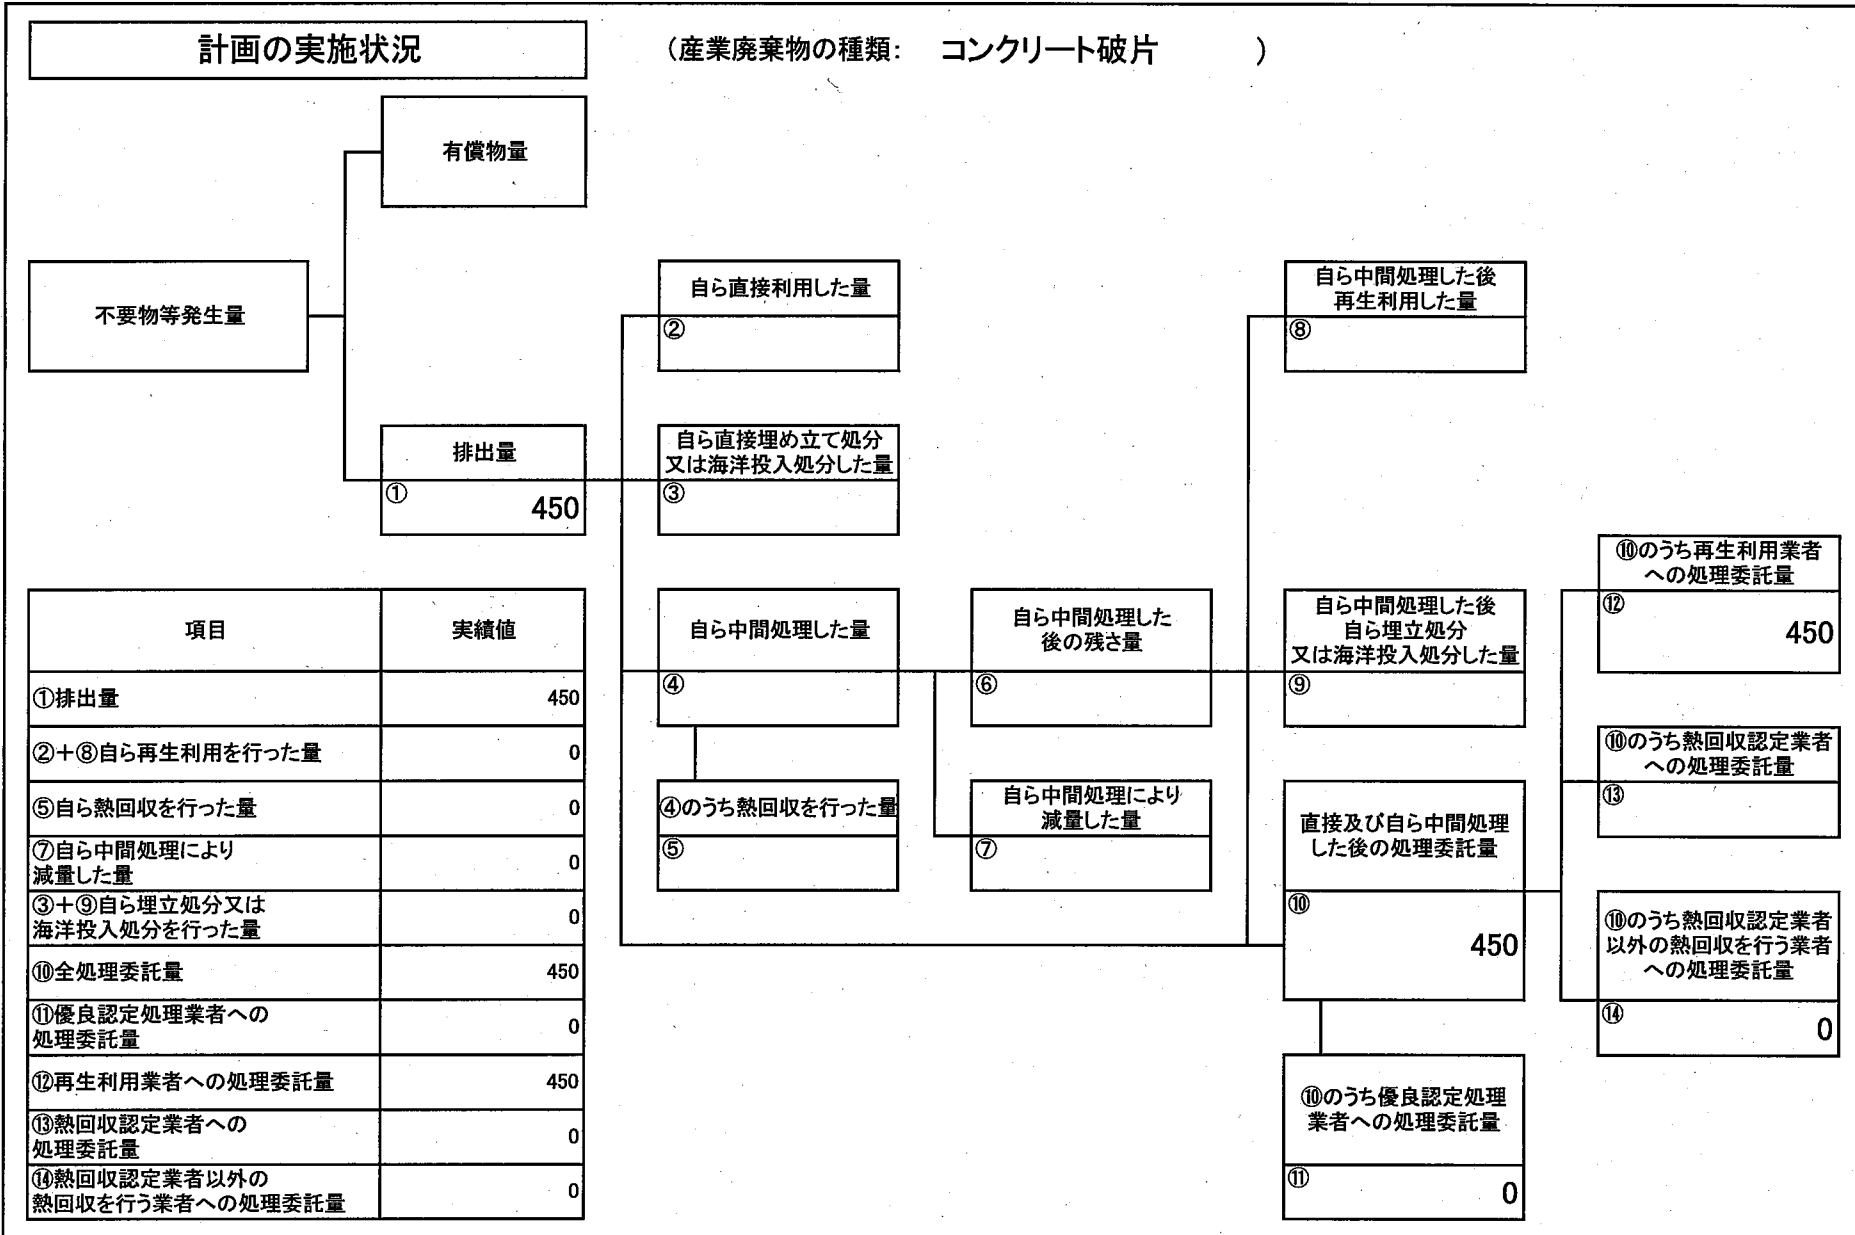 計画の実施状況
（産業廃棄物の種類： コンクリート破片 ）
有償物量
不要物等発生量
排出量
①
450
自ら直接利用した量
②
自ら直接埋め立て処分
又は海洋投入処分した量
③
自ら中間処理した量
④
④のうち熱回収を行った量
⑤
自ら中間処理した
後の残さ量
⑥
自ら中間処理により
減量した量
⑦
自ら中間処理した後
再生利用した量
⑧
自ら中間処理した後
自ら埋立処分
又は海洋投入処分した量
⑨
直接及び自ら中間処理
した後の処理委託量
⑩
450
⑩のうち優良認定処理
業者への処理委託量
⑪
0
⑩のうち再生利用業者
への処理委託量
⑫
450
⑩のうち熱回収認定業者
への処理委託量
⑬
⑩のうち熱回収認定業者
以外の熱回収を行う業者
への処理委託量
⑭
0
項目 実績値
①排出量 450
②＋⑧自ら再生利用を行った量 0
⑤自ら熱回収を行った量 0
⑦自ら中間処理により
減量した量 0
③＋⑨自ら埋立処分又は
海洋投入処分を行った量 0
⑩全処理委託量 450
⑪優良認定処理業者への
処理委託量 0
⑫再生利用業者への処理委託量 450
⑬熱回収認定業者への
処理委託量 0
⑭熱回収認定業者以外の
熱回収を行う業者への処理委託量 0